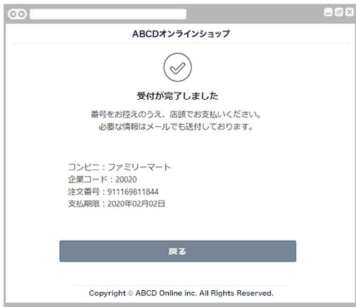 ABCDオンラインショップ
受付が完了しました
番号をお控えのうえ、店頭でお支払いください。
必要な情報はメールでも送付しております。
コンビニ：ファミリーマート
企業コード：20020
注文番号：911169811844
支払期限：2020年02月02日
戻る
Copyright © ABCD Online inc. All Rights Reserved.